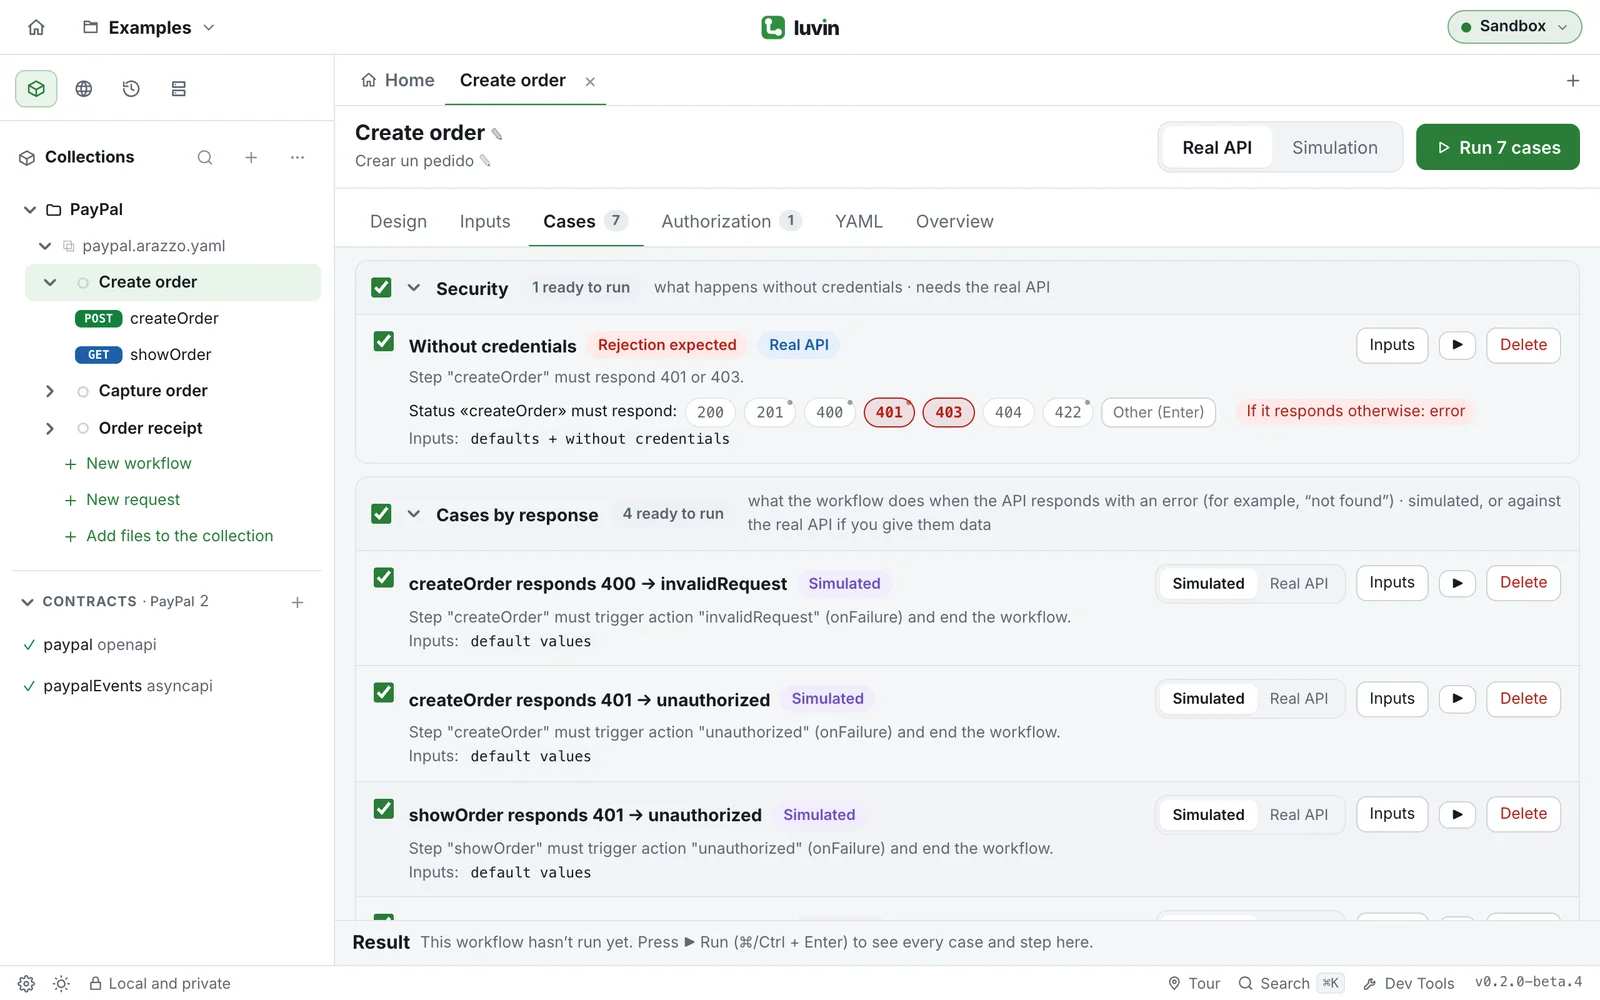 Examples
luvin
Sandbox
Home
Create order
Collections
Create order
Crear un pedido
Real API
Simulation
Run 7 cases
PayPal
paypal.arazzo.yaml
Create order
POST createOrder
GET showOrder
Capture order
Order receipt
+ New workflow
+ New request
+ Add files to the collection
CONTRACTS · PayPal 2
paypal openapi
paypalEvents asyncapi
Design
Inputs
Cases 7
Authorization 1
YAML
Overview
Security 1 ready to run what happens without credentials · needs the real API
Without credentials Rejection expected Real API Inputs Delete
Step "createOrder" must respond 401 or 403.
Status «createOrder» must respond: 200 201 400 401 403 404 422 Other (Enter) If it responds otherwise: error
Inputs: defaults + without credentials
Cases by response 4 ready to run what the workflow does when the API responds with an error (for example, “not found”) · simulated, or against
the real API if you give them data
createOrder responds 400 → invalidRequest Simulated Simulated Real API Inputs Delete
Step "createOrder" must trigger action "invalidRequest" (onFailure) and end the workflow.
Inputs: default values
createOrder responds 401 → unauthorized Simulated Simulated Real API Inputs Delete
Step "createOrder" must trigger action "unauthorized" (onFailure) and end the workflow.
Inputs: default values
showOrder responds 401 → unauthorized Simulated Simulated Real API Inputs Delete
Step "showOrder" must trigger action "unauthorized" (onFailure) and end the workflow.
Inputs: default values
Result This workflow hasn’t run yet. Press ▶ Run (⌘/Ctrl + Enter) to see every case and step here.
Local and private
Tour
Search ⌘K
Dev Tools
v0.2.0-beta.4